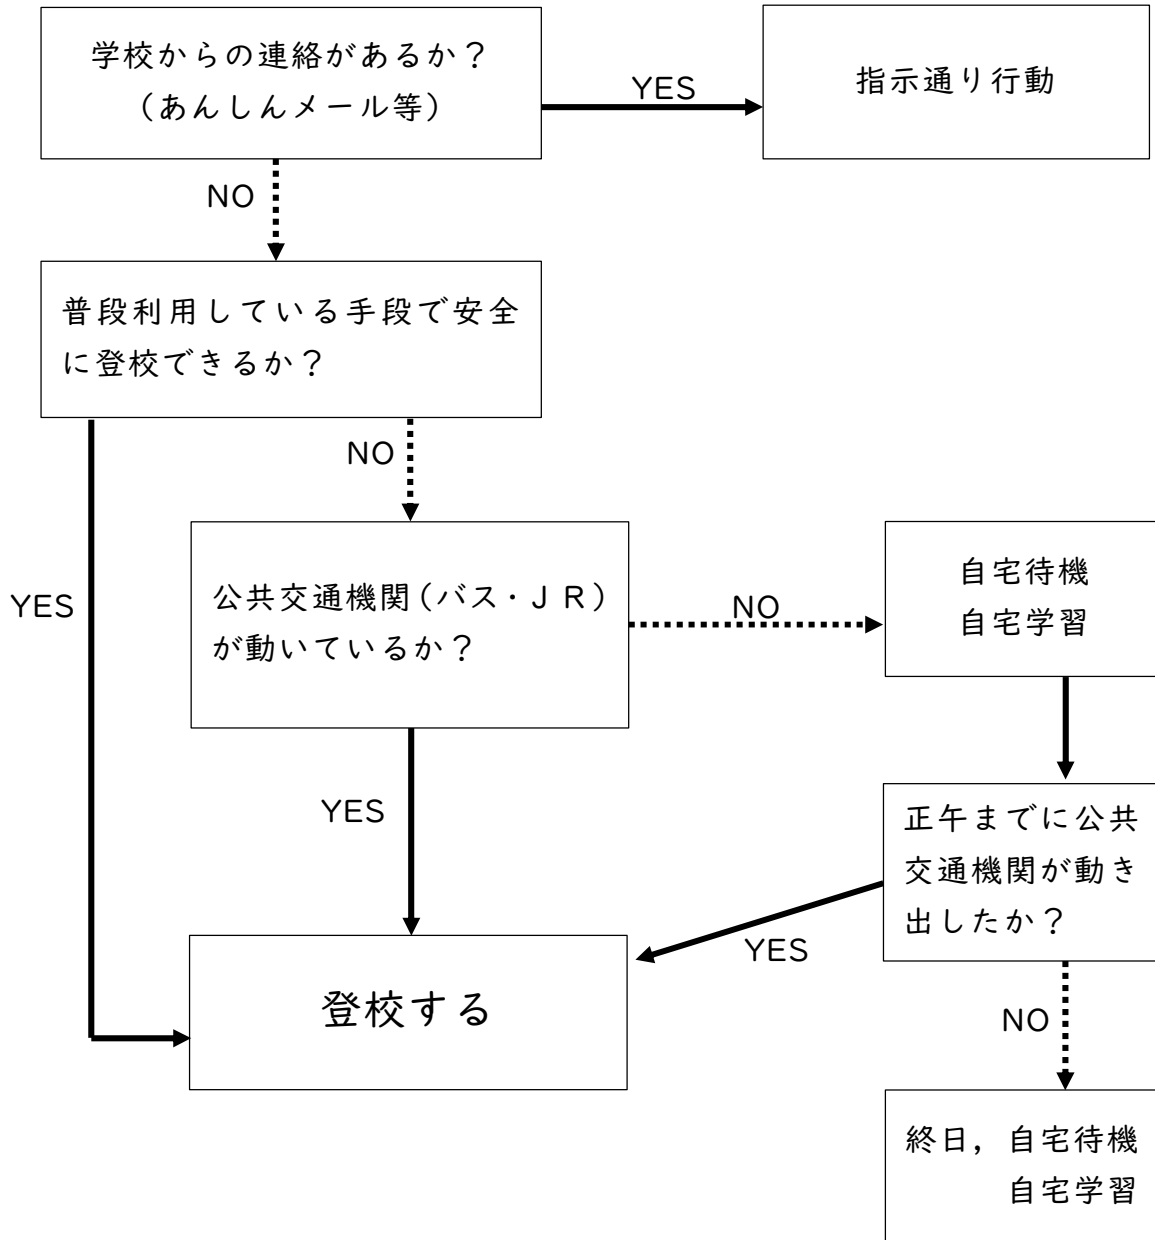 学校からの連絡があるか？
（あんしんメール等）
YES
指示通り行動
NO
普段利用している手段で安全
に登校できるか？
NO
YES
公共交通機関（バス・ＪＲ）
が動いているか？
NO
自宅待機
自宅学習
YES
正午までに公共
交通機関が動き
出したか？
YES
登校する
NO
終日，自宅待機
自宅学習